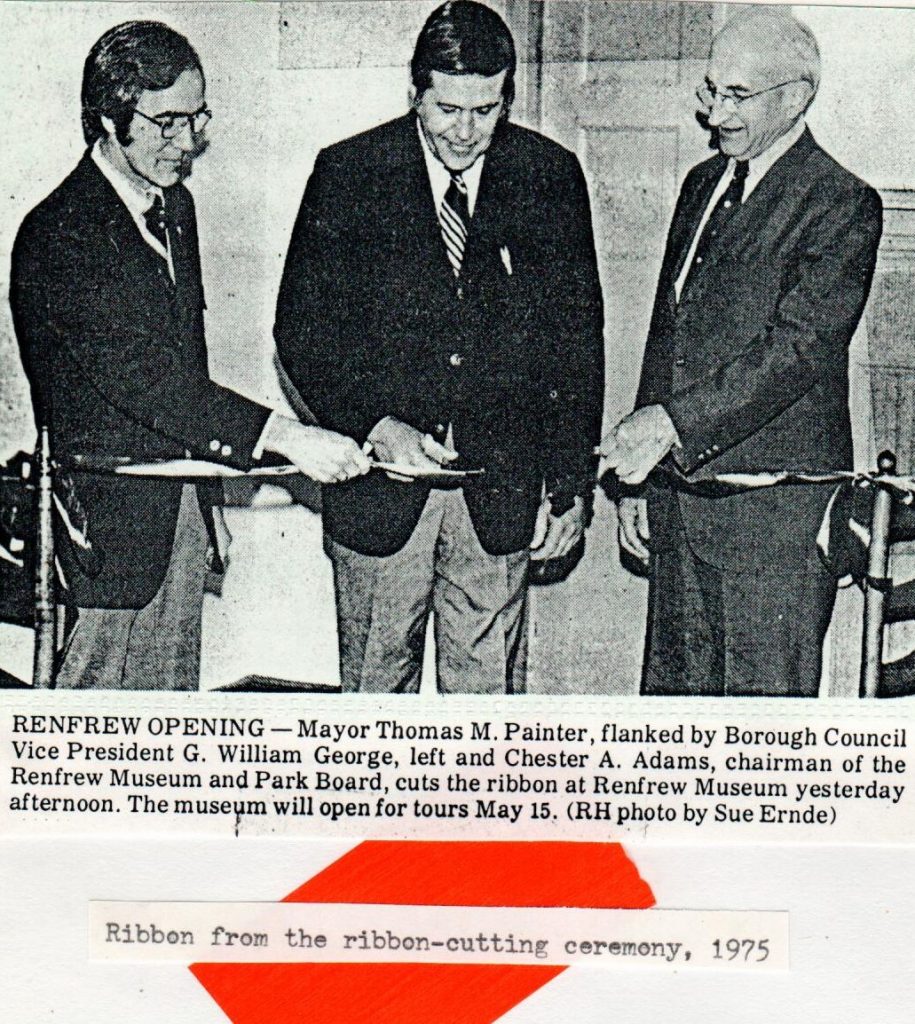 RENFREW OPENING — Mayor Thomas M. Painter, flanked by Borough Council
Vice President G. William George, left and Chester A. Adams, chairman of the
Renfrew Museum and Park Board, cuts the ribbon at Renfrew Museum yesterday
afternoon. The museum will open for tours May 15. (RH photo by Sue Ernde)
Ribbon from the ribbon-cutting ceremony, 1975